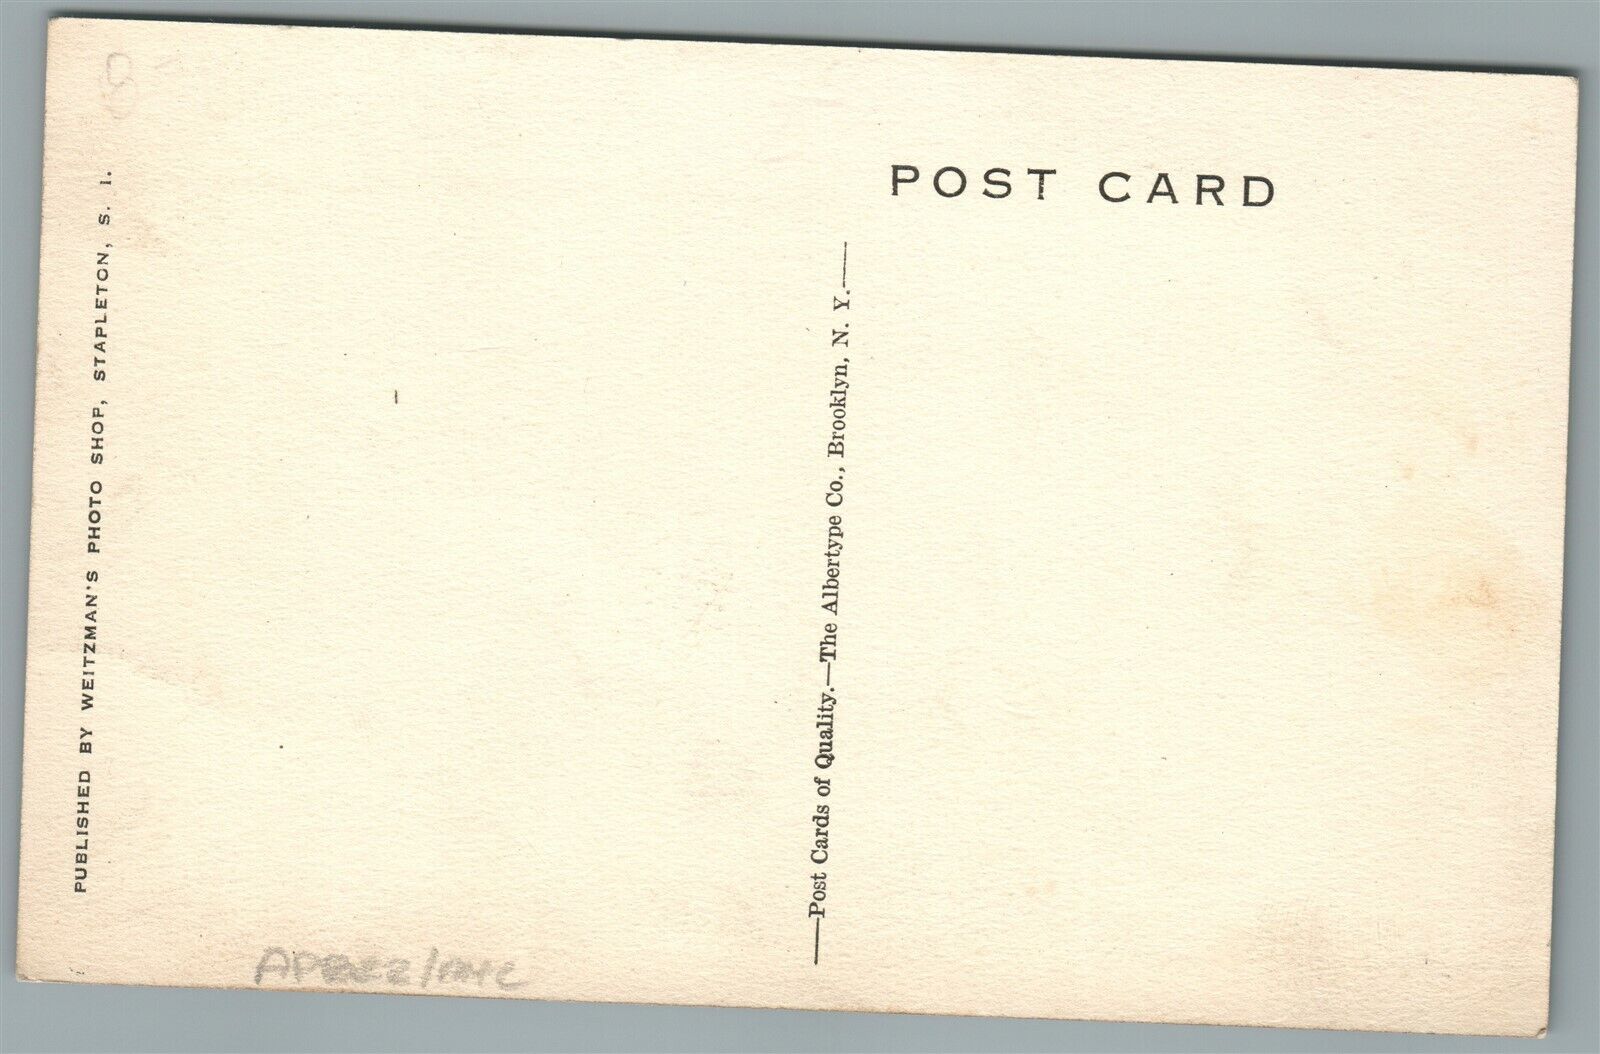 POST CARD
PUBLISHED BY WEITZMAN'S PHOTO SHOP, STAPLETON, S. I.
—Post Cards of Quality.—The Albertype Co., Brooklyn, N. Y.—